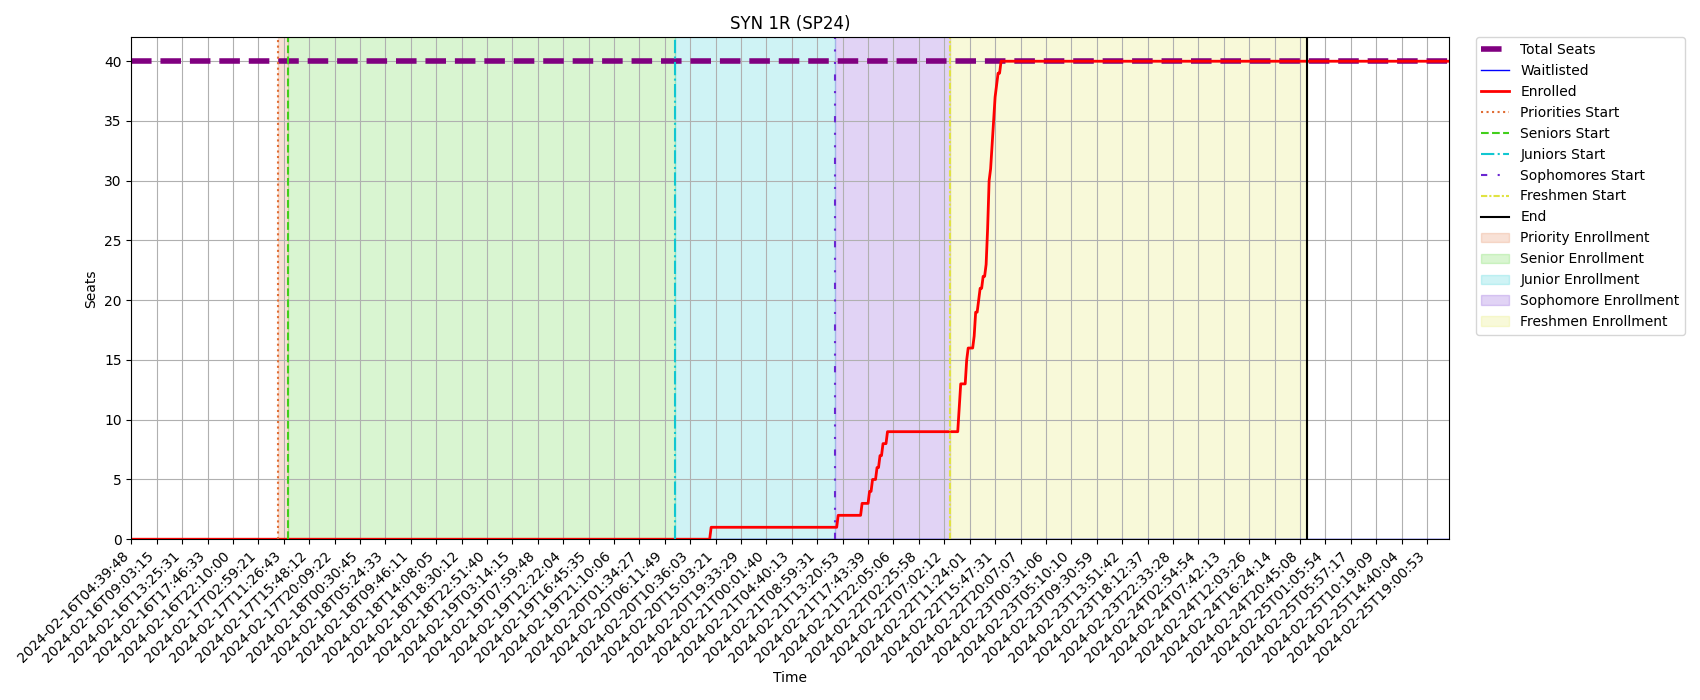 SYN 1R (SP24)
Seats
40
35
30
25
20
15
10
5
0
2024-02-16T04:39:48
2024-02-16T09:03:15
2024-02-16T13:25:31
2024-02-16T17:46:33
2024-02-16T22:10:00
2024-02-17T02:59:21
2024-02-17T11:26:43
2024-02-17T15:48:12
2024-02-17T20:09:22
2024-02-18T00:30:45
2024-02-18T05:24:33
2024-02-18T09:46:11
2024-02-18T14:08:05
2024-02-18T18:30:12
2024-02-18T22:51:40
2024-02-19T03:14:15
2024-02-19T07:59:48
2024-02-19T12:22:04
2024-02-19T16:45:35
2024-02-19T21:10:06
2024-02-20T01:34:27
2024-02-20T06:11:49
2024-02-20T10:36:03
2024-02-20T15:03:21
2024-02-20T19:33:29
2024-02-21T00:01:40
2024-02-21T04:40:13
2024-02-21T08:59:31
2024-02-21T13:20:53
2024-02-21T17:43:39
2024-02-21T22:05:06
2024-02-22T02:25:58
2024-02-22T07:02:12
2024-02-22T11:24:01
2024-02-22T15:47:31
2024-02-22T20:07:07
2024-02-23T00:31:06
2024-02-23T05:10:10
2024-02-23T09:30:59
2024-02-23T13:51:42
2024-02-23T18:12:37
2024-02-23T22:33:28
2024-02-24T02:54:54
2024-02-24T07:42:13
2024-02-24T12:03:26
2024-02-24T16:24:14
2024-02-24T20:45:08
2024-02-25T01:05:54
2024-02-25T05:57:17
2024-02-25T10:19:09
2024-02-25T14:40:04
2024-02-25T19:00:53
Time
Total Seats
Waitlisted
Enrolled
Priorities Start
Seniors Start
Juniors Start
Sophomores Start
Freshmen Start
End
Priority Enrollment
Senior Enrollment
Junior Enrollment
Sophomore Enrollment
Freshmen Enrollment